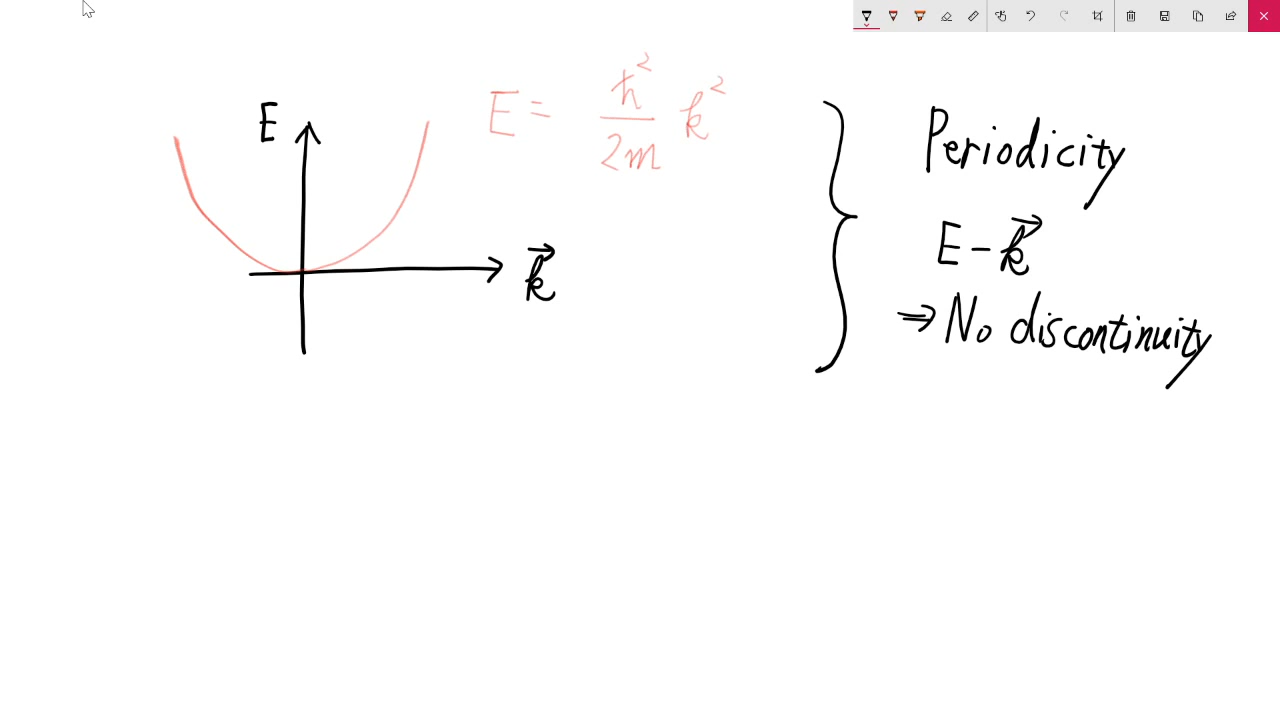 E
E = ħ²/2m k²
k⃗
Periodicity
E - k⃗
⇒ No discontinuity